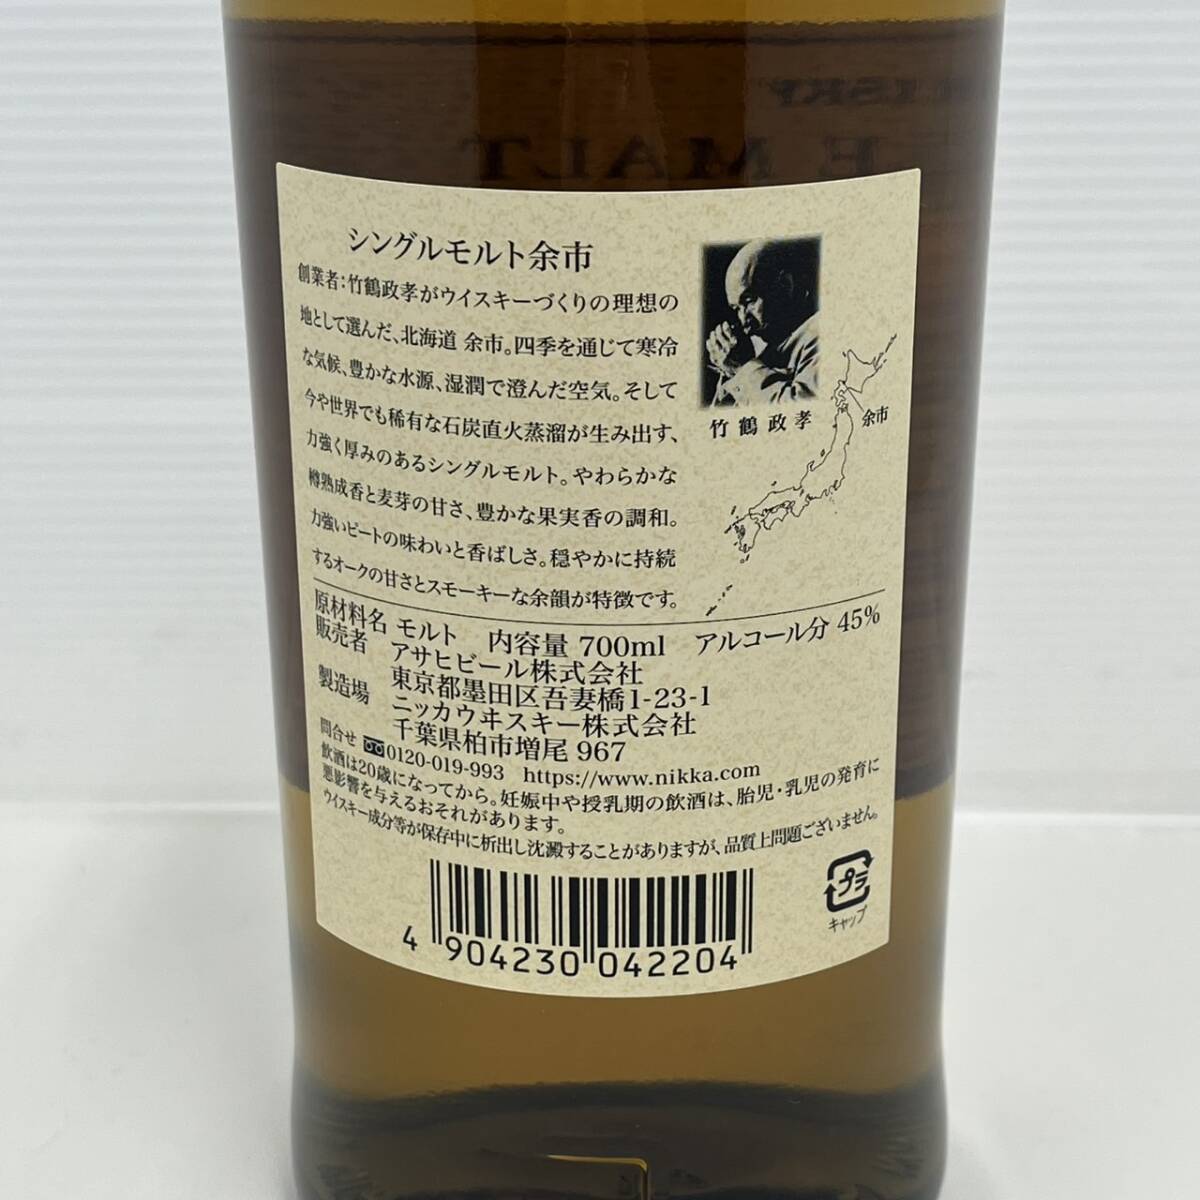 シングルモルト余市
創業者:竹鶴政孝がウイスキーづくりの理想の
地として選んだ、北海道 余市。四季を通じて寒冷
な気候、豊かな水源、湿潤で澄んだ空気。そして
今や世界でも稀有な石炭直火蒸溜が生み出す、
力強く厚みのあるシングルモルト。やわらかな
樽熟成香と麦芽の甘さ、豊かな果実香の調和。
力強いピートの味わいと香ばしさ。穏やかに持続
するオークの甘さとスモーキーな余韻が特徴です。
竹鶴政孝
余市
原材料名 モルト 内容量 700ml アルコール分 45%
販売者 アサヒビール株式会社
東京都墨田区吾妻橋1-23-1
製造場 ニッカウヰスキー株式会社
千葉県柏市増尾 967
問合せ 0120-019-993 https://www.nikka.com
飲酒は20歳になってから。妊娠中や授乳期の飲酒は、胎児・乳児の発育に
悪影響を与えるおそれがあります。
ウイスキー成分等が保存中に析出し沈澱することがありますが、品質上問題ございません。
プラ
キャップ
4 904230 042204
E MALT